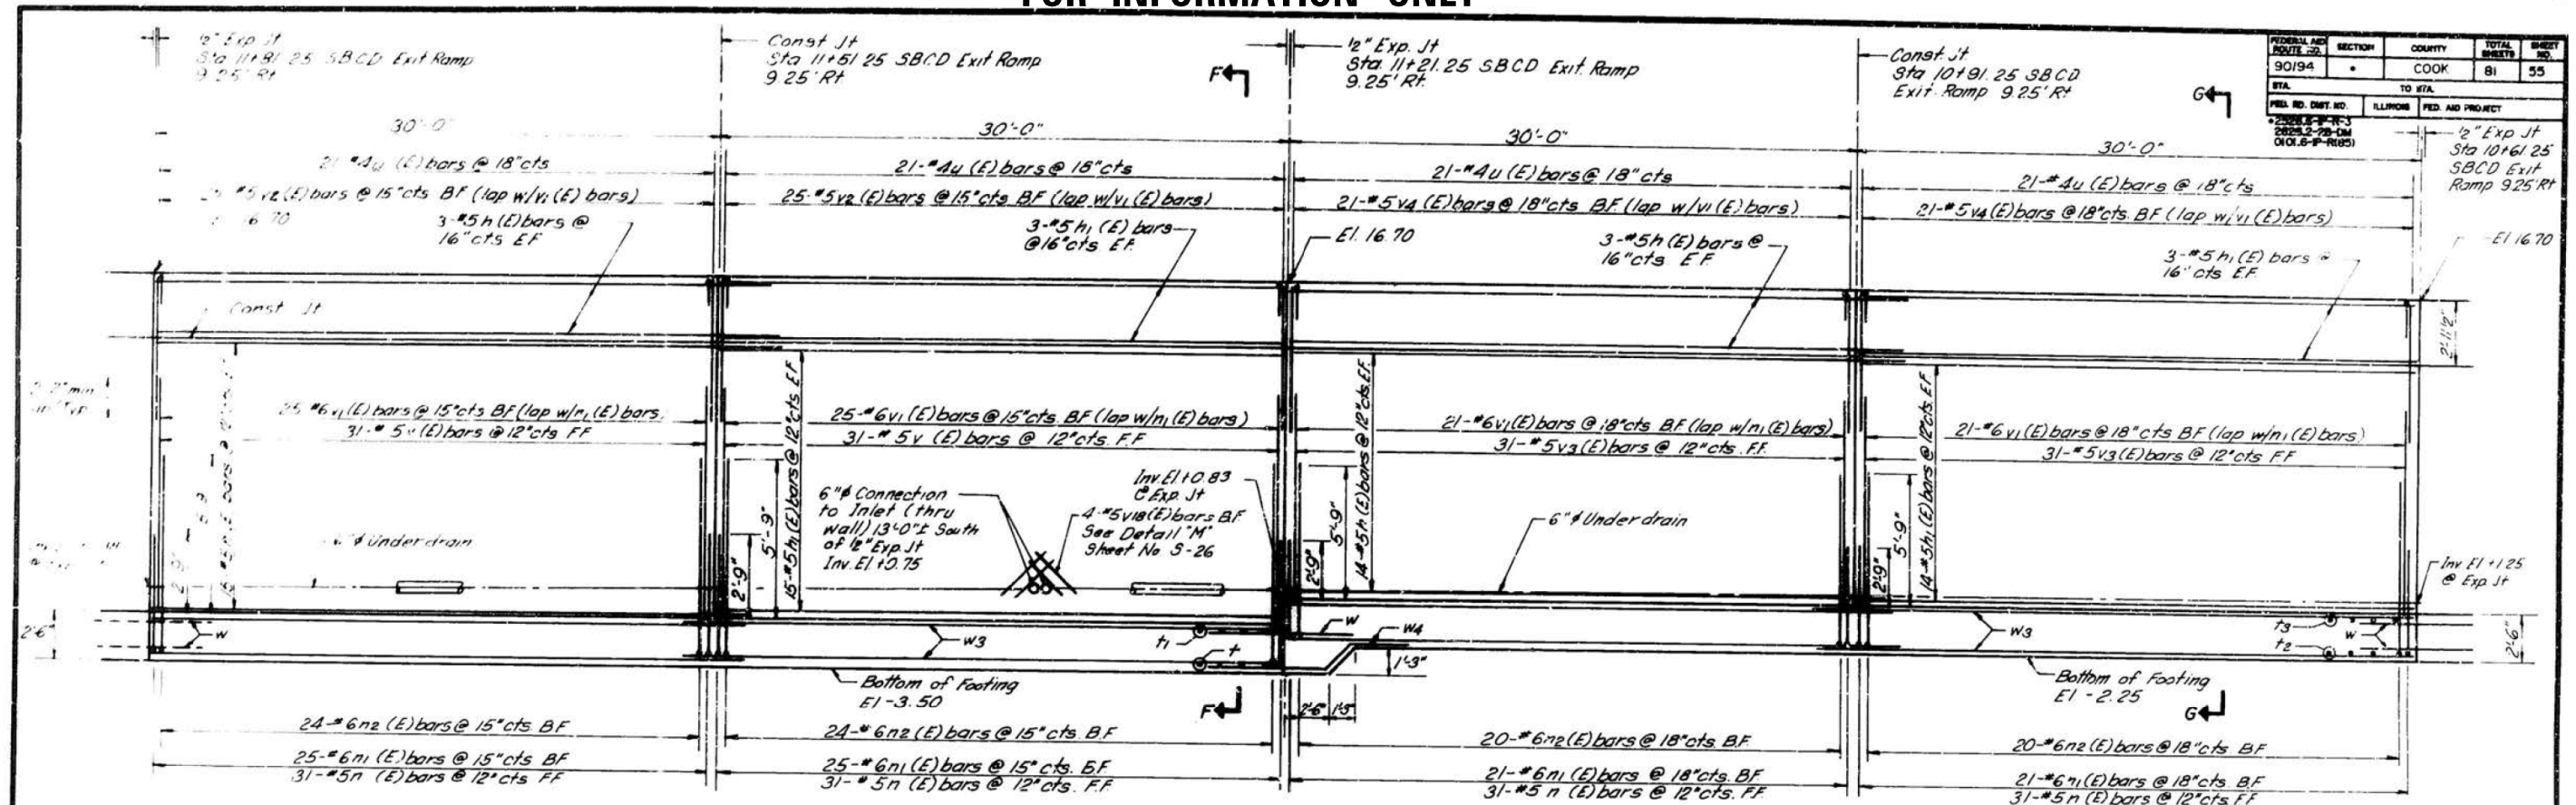 FOR INFORMATION ONLY
1/2" Exp Jt
Sta 11+81.25 SBCD Exit Ramp
9.25' Rt
Const Jt
Sta 11+51.25 SBCD Exit Ramp
9.25' Rt
F
1/2" Exp. Jt
Sta. 11+21.25 SBCD Exit Ramp
9.25' Rt.
Const. Jt.
Sta 10+91.25 SBCD
Exit Ramp 9.25' Rt
G
FEDERAL AID ROUTE NO. SECTION COUNTY TOTAL SHEETS SHEET NO.
90/94 • COOK 81 55
STA. TO STA.
FED. RD. DIST. NO. ILLINOIS FED. AID PROJECT
1/2" Exp Jt
Sta 10+61.25
SBCD Exit
Ramp 9.25' Rt
30'-0"
30'-0"
30'-0"
30'-0"
21-#4u (E) bars @ 18" cts
21-#4u (E) bars @ 18" cts
21-#4u (E) bars @ 18" cts
21-#4u (E) bars @ 18" cts
#5v2 (E) bars @ 15" cts BF (lap w/v1 (E) bars)
25-#5v2 (E) bars @ 15" cts. BF (lap w/v1 (E) bars)
21-#5v4 (E) bars @ 18" cts. BF (lap w/v1 (E) bars)
21-#5v4 (E) bars @ 18" cts. BF (lap w/v1 (E) bars)
16.70
3-#5h (E) bars @
16" cts EF
3-#5h1 (E) bars
@ 16" cts EF
El. 16.70
3-#5h (E) bars @
16" cts EF
3-#5h1 (E) bars @
16" cts EF
El 16.70
Const Jt
2'-11 1/2"
25-#6v1 (E) bars @ 15" cts BF (lap w/n1 (E) bars
31-#5v (E) bars @ 12" cts FF
15-#5h1 (E) bars @ 12" cts EF
25-#6v1 (E) bars @ 15" cts. BF (lap w/n1 (E) bars)
31-#5v (E) bars @ 12" cts. FF
14-#5h (E) bars @ 12" cts. EF
21-#6v1 (E) bars @ 18" cts BF (lap w/n1 (E) bars)
31-#5v3 (E) bars @ 12" cts. FF
14-#5h1 (E) bars @ 12" cts EF
21-#6v1 (E) bars @ 18" cts BF (lap w/n1 (E) bars)
31-#5v3 (E) bars @ 12" cts FF
6"φ Underdrain
2'-9"
5'-9"
6"φ Connection
to Inlet (thru
wall) 13'-0"± South
of 1/2" Exp. Jt
Inv. El. +0.75
4-#5v18(E) bars BF
See Detail "M"
Sheet No S-26
Inv. El. +0.83
@ Exp. Jt
2'-9"
5'-9"
6"φ Underdrain
2'-9"
5'-9"
Inv El +1.25
@ Exp. Jt
2'-6"
w
w3
t1
t
w
w4
1'-3"
w3
t3
w
t2
2'-6"
Bottom of Footing
El -3.50
F
2'-6" 1'-3"
Bottom of Footing
El -2.25
G
24-#6n2 (E) bars @ 15" cts BF
24-#6n2 (E) bars @ 15" cts. BF
20-#6n2 (E) bars @ 18" cts. BF
20-#6n2 (E) bars @ 18" cts BF
25-#6n1 (E) bars @ 15" cts BF
31-#5n (E) bars @ 12" cts FF
25-#6n1 (E) bars @ 15" cts. BF
31-#5n (E) bars @ 12" cts. FF
21-#6n1 (E) bars @ 18" cts. BF
31-#5n (E) bars @ 12" cts. FF
21-#6n1 (E) bars @ 18" cts. BF
31-#5n (E) bars @ 12" cts FF